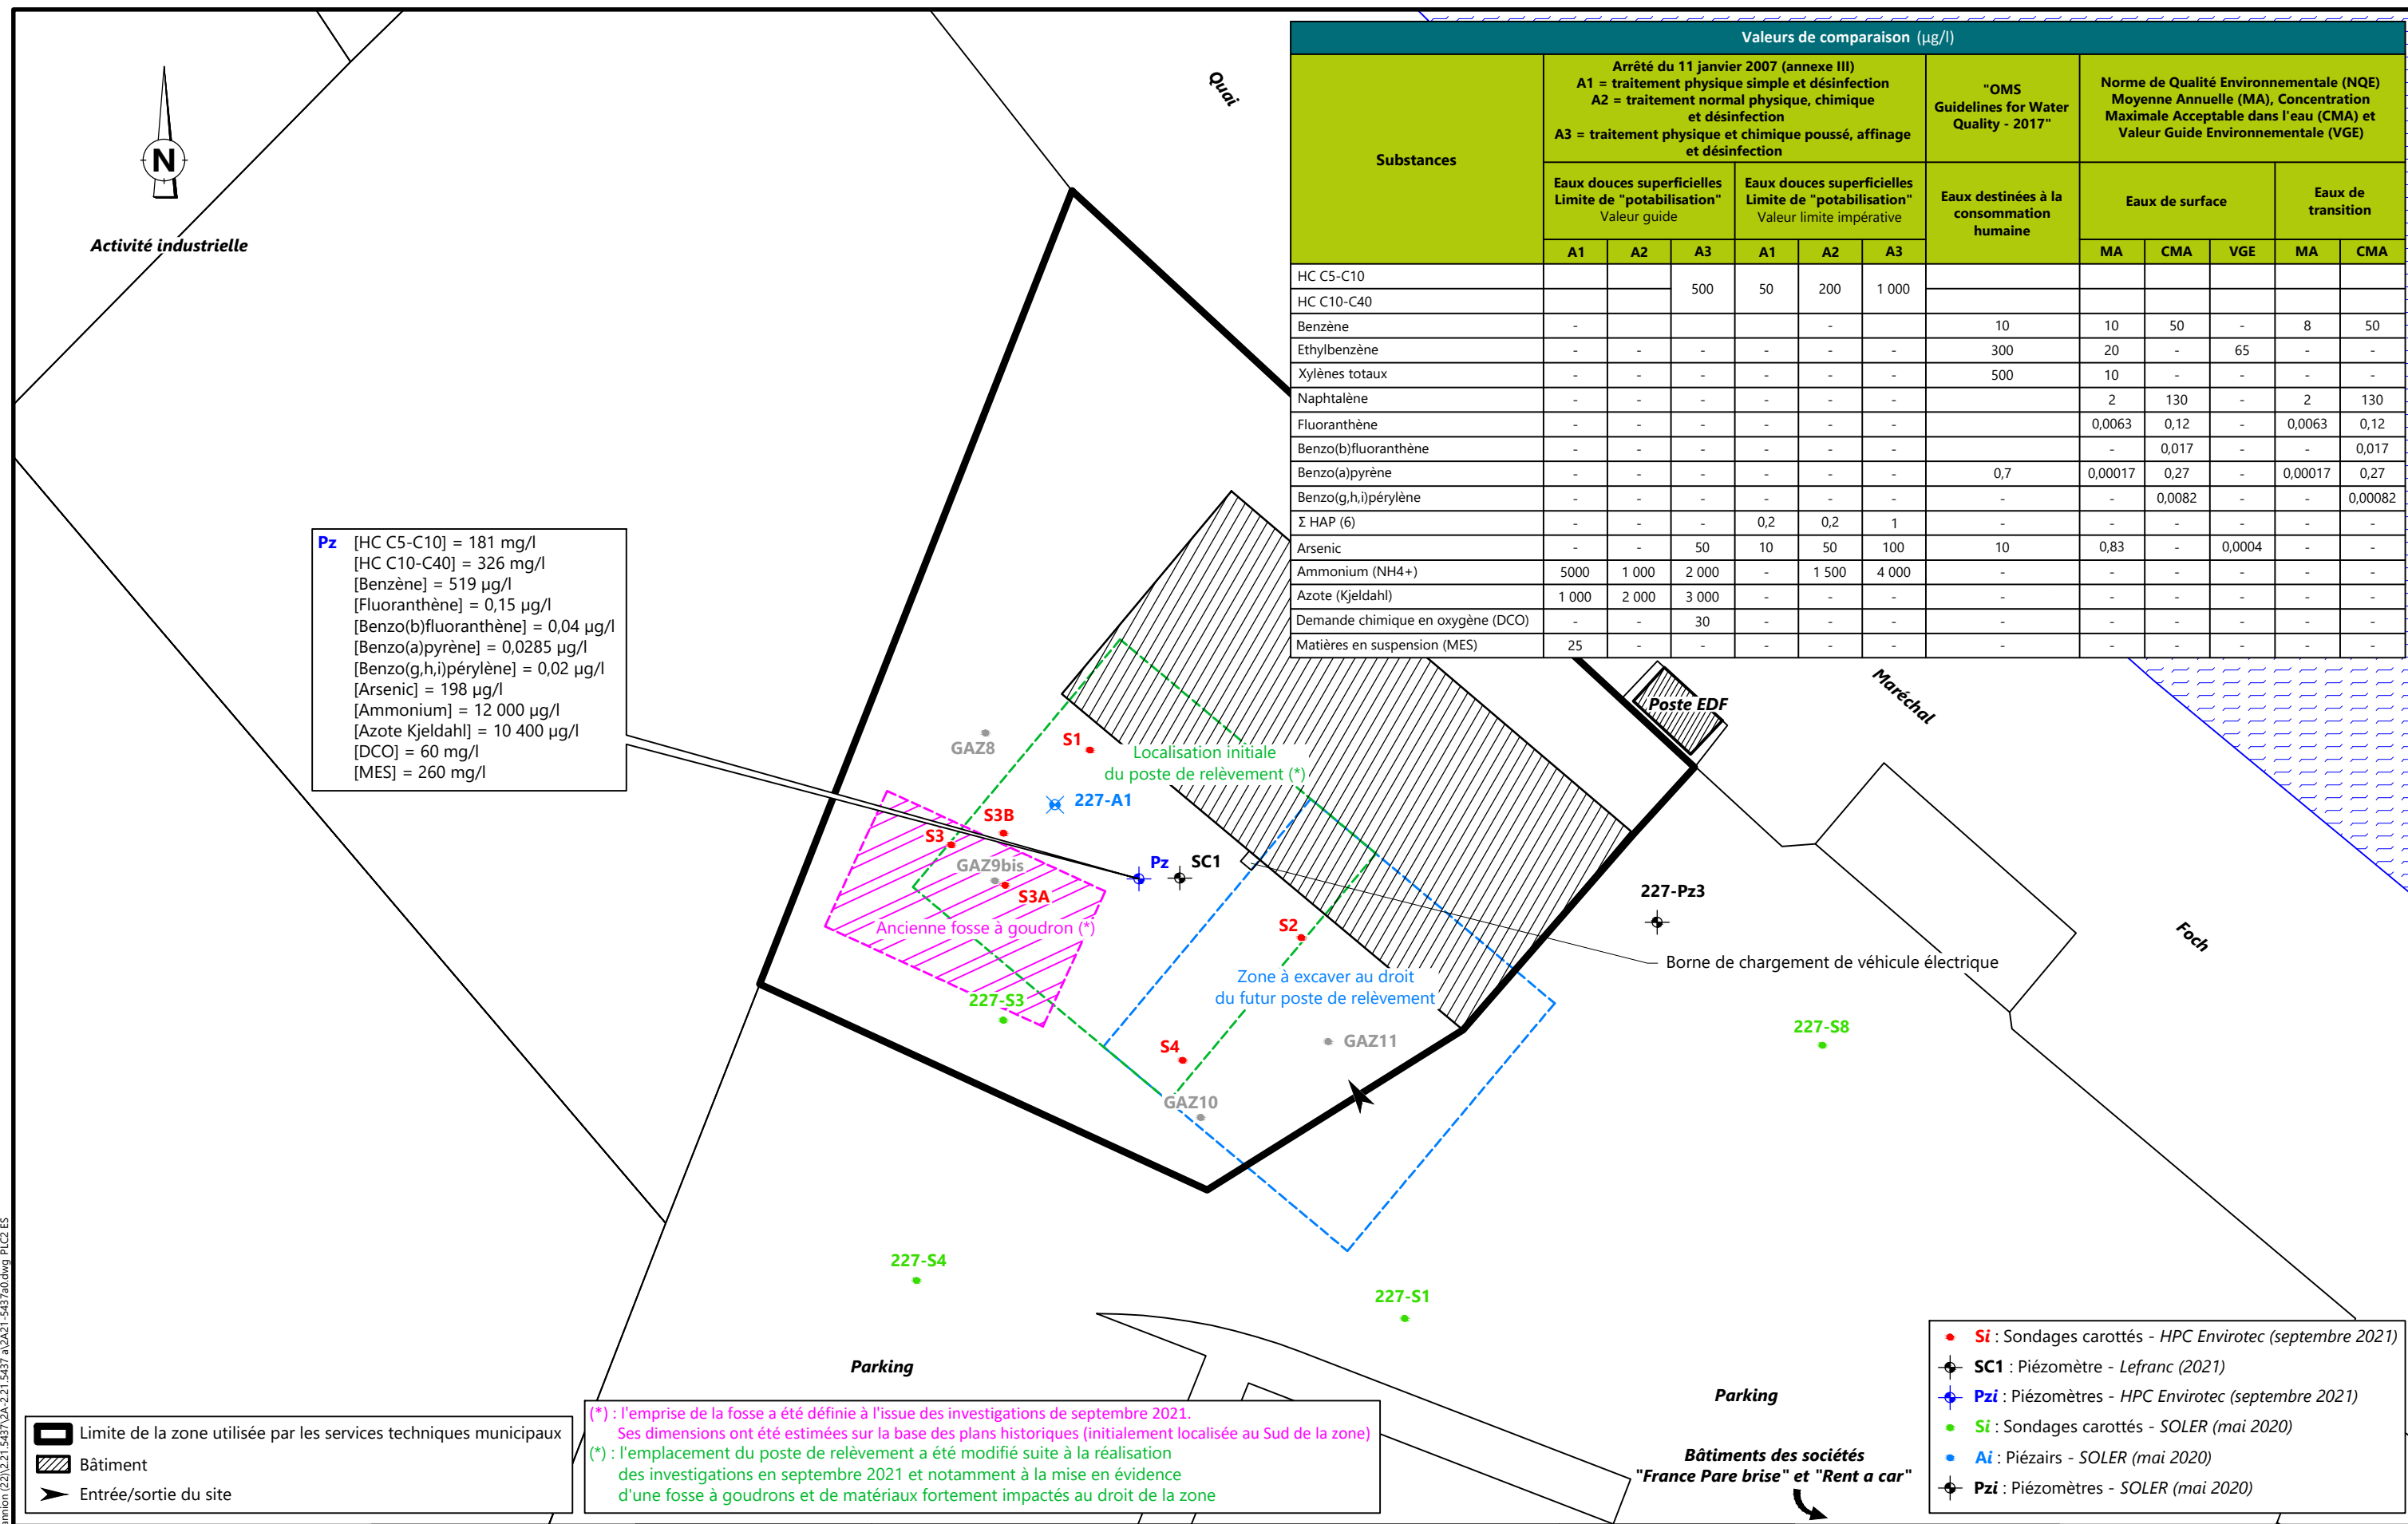 Valeurs de comparaison (µg/l)
Substances
Arrêté du 11 janvier 2007 (annexe III)
A1 = traitement physique simple et désinfection
A2 = traitement normal physique, chimique
et désinfection
A3 = traitement physique et chimique poussé, affinage
et désinfection
"OMS
Guidelines for Water
Quality - 2017"
Norme de Qualité Environnementale (NQE)
Moyenne Annuelle (MA), Concentration
Maximale Acceptable dans l'eau (CMA) et
Valeur Guide Environnementale (VGE)
Eaux douces superficielles
Limite de "potabilisation"
Valeur guide
Eaux douces superficielles
Limite de "potabilisation"
Valeur limite impérative
Eaux destinées à la
consommation
humaine
Eaux de surface
Eaux de
transition
A1 A2 A3 A1 A2 A3 MA CMA VGE MA CMA
HC C5-C10
500 50 200 1 000
HC C10-C40
Benzène - - 10 10 50 - 8 50
Ethylbenzène - - - - - - 300 20 - 65 - -
Xylènes totaux - - - - - - 500 10 - - - -
Naphtalène - - - - - - 2 130 - 2 130
Fluoranthène - - - - - - 0,0063 0,12 - 0,0063 0,12
Benzo(b)fluoranthène - - - - - - - 0,017 - - 0,017
Benzo(a)pyrène - - - - - - 0,7 0,00017 0,27 - 0,00017 0,27
Benzo(g,h,i)pérylène - - - - - - - - 0,0082 - - 0,00082
Σ HAP (6) - - - 0,2 0,2 1 - - - - - -
Arsenic - - 50 10 50 100 10 0,83 - 0,0004 - -
Ammonium (NH4+) 5000 1 000 2 000 - 1 500 4 000 - - - - - -
Azote (Kjeldahl) 1 000 2 000 3 000 - - - - - - - - -
Demande chimique en oxygène (DCO) - - 30 - - - - - - - - -
Matières en suspension (MES) 25 - - - - - - - - - - -
N
Activité industrielle
Quai
Pz [HC C5-C10] = 181 mg/l
[HC C10-C40] = 326 mg/l
[Benzène] = 519 µg/l
[Fluoranthène] = 0,15 µg/l
[Benzo(b)fluoranthène] = 0,04 µg/l
[Benzo(a)pyrène] = 0,0285 µg/l
[Benzo(g,h,i)pérylène] = 0,02 µg/l
[Arsenic] = 198 µg/l
[Ammonium] = 12 000 µg/l
[Azote Kjeldahl] = 10 400 µg/l
[DCO] = 60 mg/l
[MES] = 260 mg/l
Maréchal
Poste EDF
GAZ8
S1
Localisation initiale
du poste de relèvement (*)
227-A1
S3B
S3
GAZ9bis
S3A
Pz
SC1
227-Pz3
Ancienne fosse à goudron (*)
S2
Foch
Borne de chargement de véhicule électrique
Zone à excaver au droit
du futur poste de relèvement
227-S3
227-S8
S4
GAZ11
GAZ10
227-S4
227-S1
Parking
Parking
Bâtiments des sociétés
"France Pare brise" et "Rent a car"
Limite de la zone utilisée par les services techniques municipaux
Bâtiment
Entrée/sortie du site
(*) : l'emprise de la fosse a été définie à l'issue des investigations de septembre 2021.
Ses dimensions ont été estimées sur la base des plans historiques (initialement localisée au Sud de la zone)
(*) : l'emplacement du poste de relèvement a été modifié suite à la réalisation
des investigations en septembre 2021 et notamment à la mise en évidence
d'une fosse à goudrons et de matériaux fortement impactés au droit de la zone
Si : Sondages carottés - HPC Envirotec (septembre 2021)
SC1 : Piézomètre - Lefranc (2021)
Pzi : Piézomètres - HPC Envirotec (septembre 2021)
Si : Sondages carottés - SOLER (mai 2020)
Ai : Piézairs - SOLER (mai 2020)
Pzi : Piézomètres - SOLER (mai 2020)